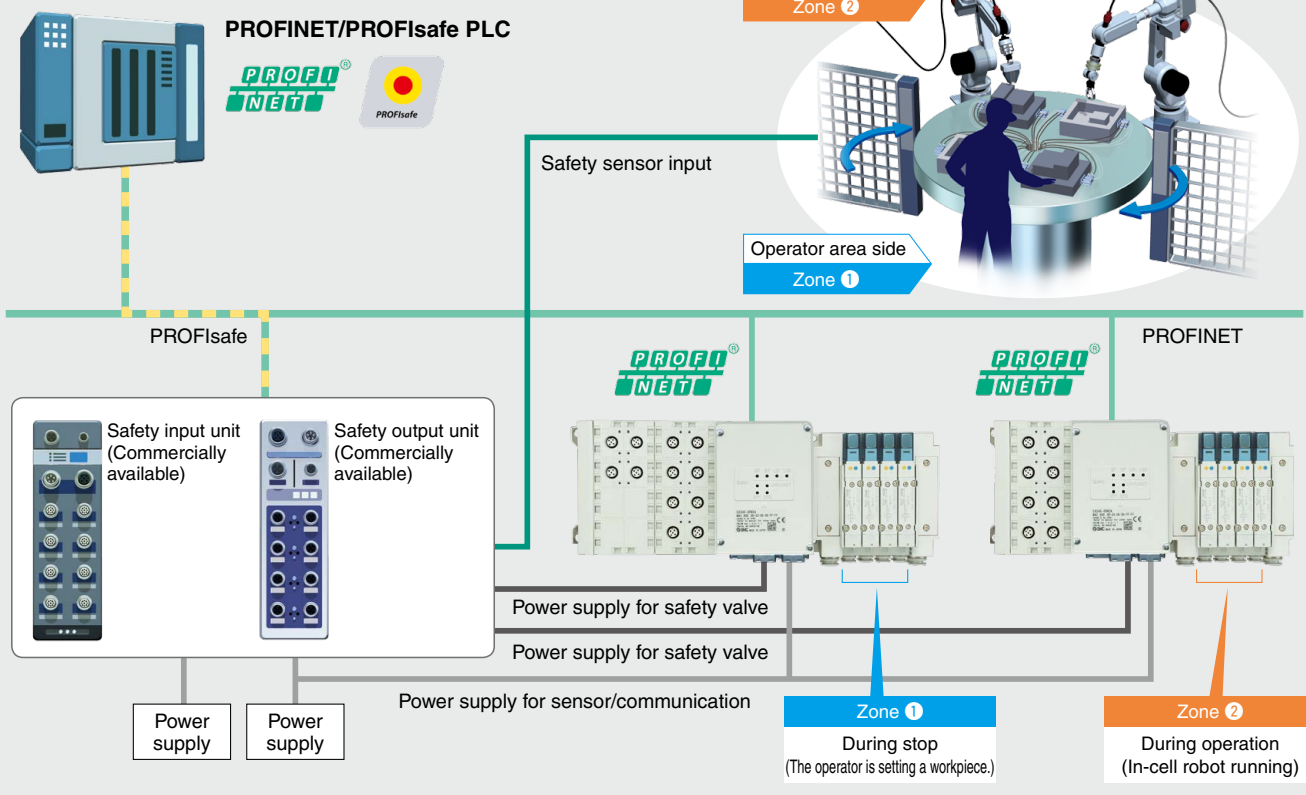 Zone ②
PROFINET/PROFIsafe PLC
PROFI®
NET
PROFIsafe
Safety sensor input
Operator area side
Zone ①
PROFIsafe
PROFINET
PROFI®
NET
PROFI®
NET
Safety input unit
(Commercially
available)
Safety output unit
(Commercially
available)
Power supply for safety valve
Power supply for safety valve
Power supply for sensor/communication
Power
supply
Power
supply
Zone ①
During stop
(The operator is setting a workpiece.)
Zone ②
During operation
(In-cell robot running)